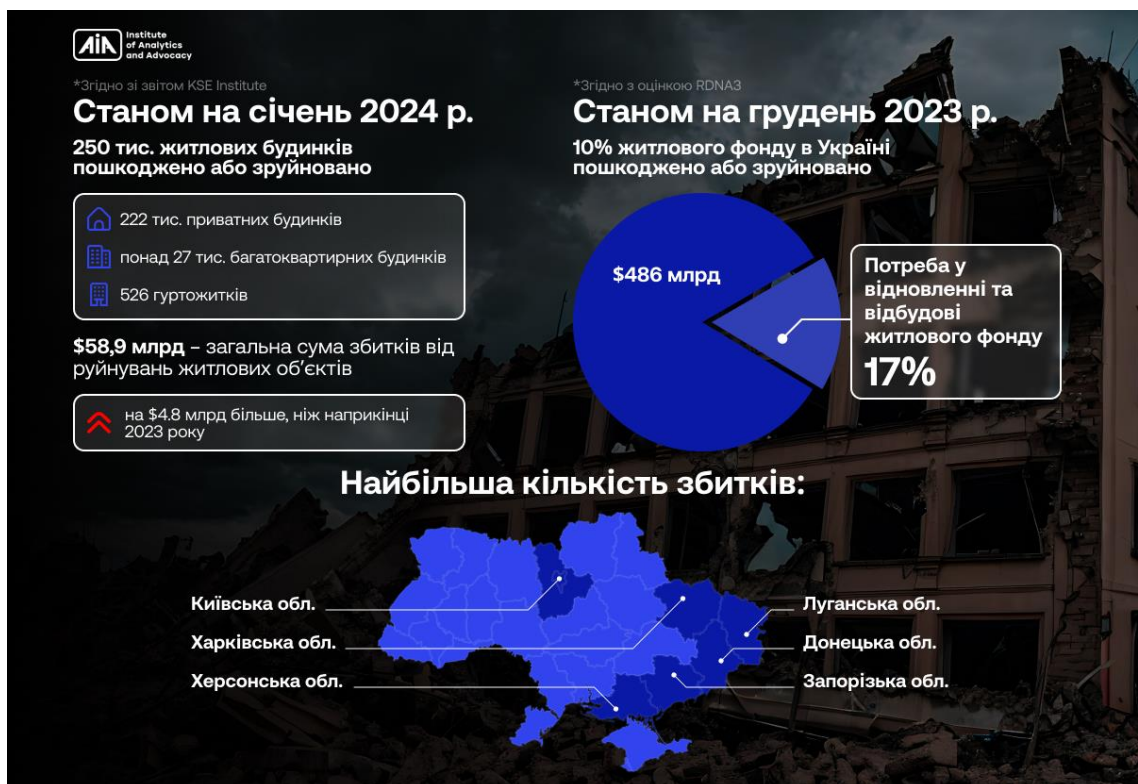 AIA
Institute
of Analytics
and Advocacy
*Згідно зі звітом KSE Institute
Станом на січень 2024 р.
250 тис. житлових будинків
пошкоджено або зруйновано
222 тис. приватних будинків
понад 27 тис. багатоквартирних будинків
526 гуртожитків
$58,9 млрд – загальна сума збитків від
руйнувань житлових об’єктів
на $4.8 млрд більше, ніж наприкінці
2023 року
*Згідно з оцінкою RDNA3
Станом на грудень 2023 р.
10% житлового фонду в Україні
пошкоджено або зруйновано
$486 млрд
Потреба у
відновленні та
відбудові
житлового фонду
17%
Найбільша кількість збитків:
Київська обл.
Харківська обл.
Херсонська обл.
Луганська обл.
Донецька обл.
Запорізька обл.